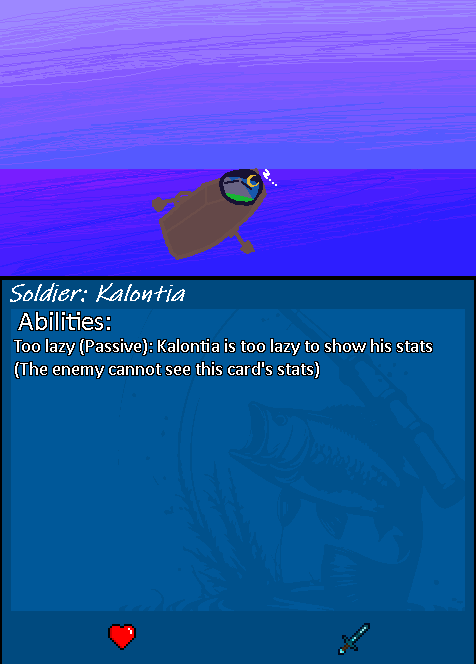 Soldier: Kalontia
Abilities:
Too lazy (Passive): Kalontia is too lazy to show his stats
(The enemy cannot see this card's stats)